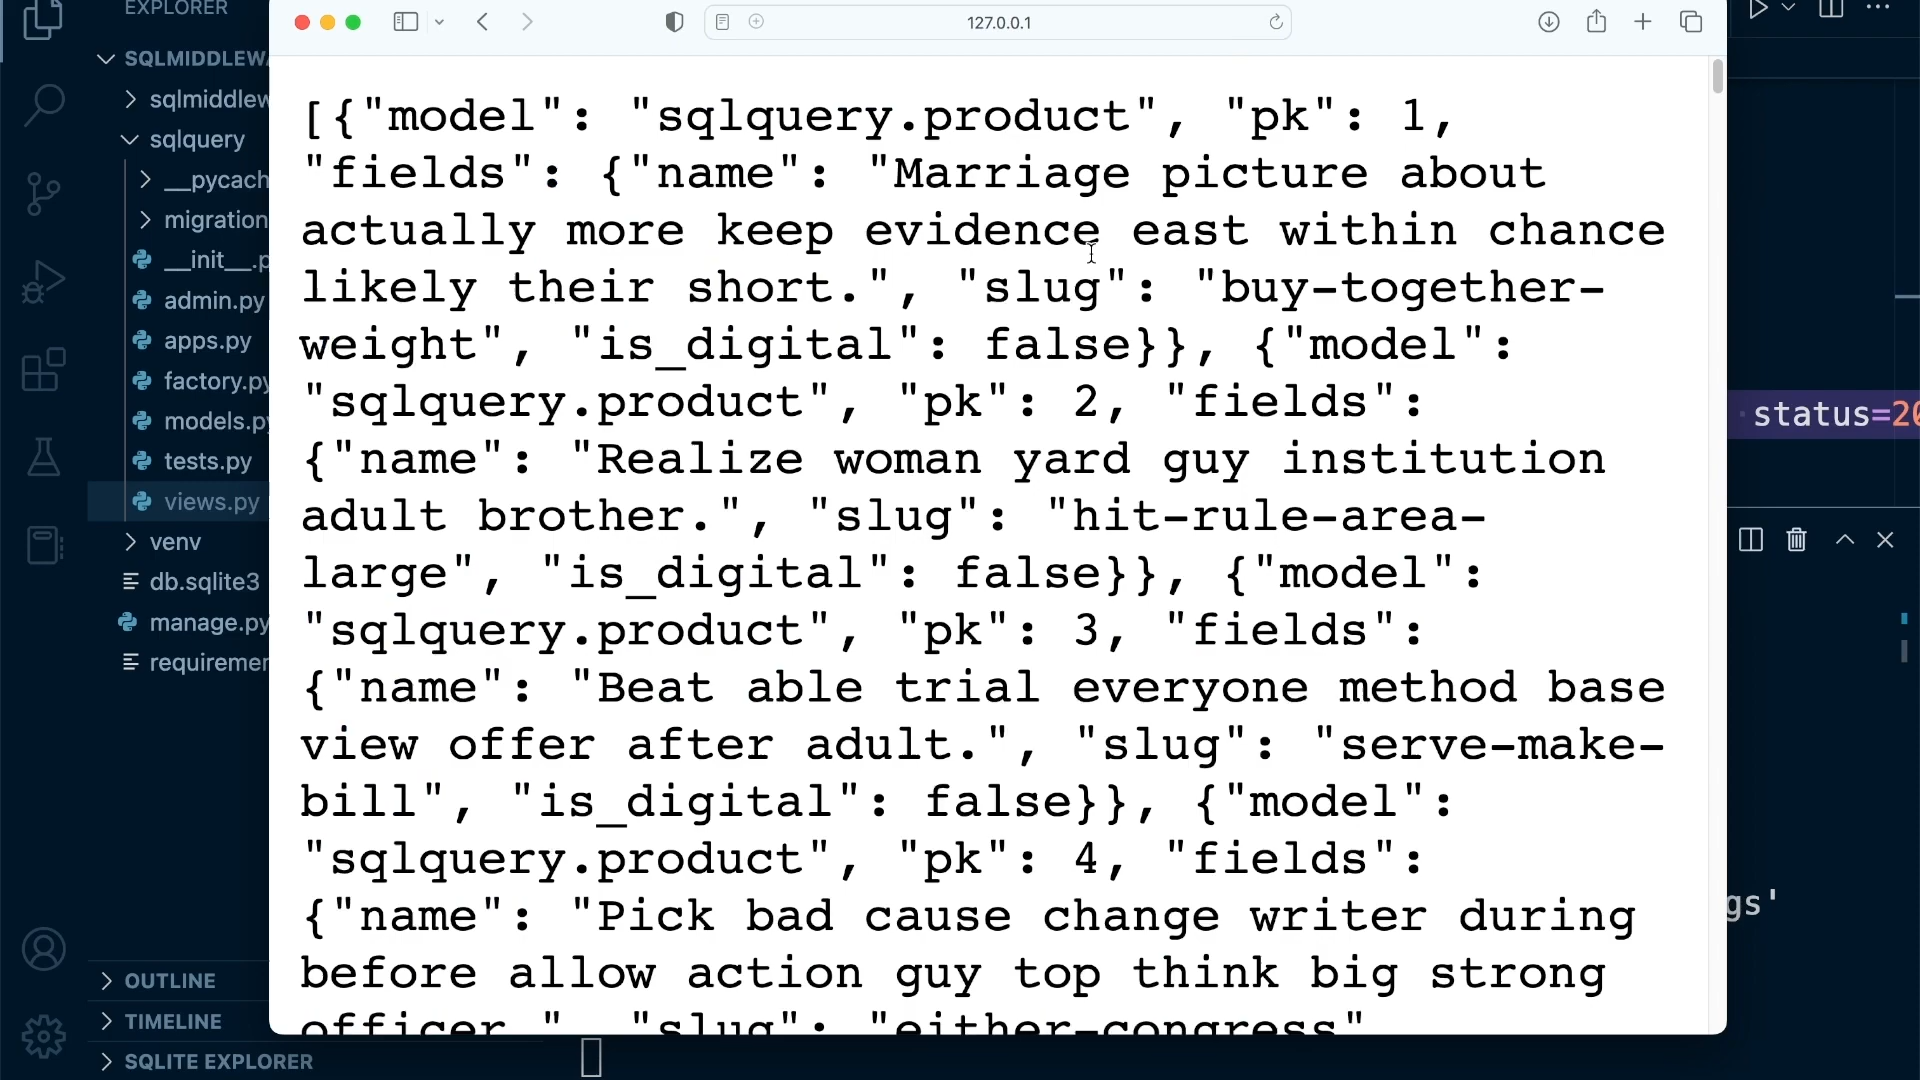 EXPLORER
SQLMIDDLEWA
sqlmiddlew
sqlquery
__pycach
migration
__init__.p
admin.py
apps.py
factory.py
models.py
tests.py
views.py
venv
db.sqlite3
manage.py
requiremen
OUTLINE
TIMELINE
SQLITE EXPLORER
127.0.0.1
[{"model": "sqlquery.product", "pk": 1,
"fields": {"name": "Marriage picture about
actually more keep evidence east within chance
likely their short.", "slug": "buy-together-
weight", "is_digital": false}}, {"model":
"sqlquery.product", "pk": 2, "fields":
{"name": "Realize woman yard guy institution
adult brother.", "slug": "hit-rule-area-
large", "is_digital": false}}, {"model":
"sqlquery.product", "pk": 3, "fields":
{"name": "Beat able trial everyone method base
view offer after adult.", "slug": "serve-make-
bill", "is_digital": false}}, {"model":
"sqlquery.product", "pk": 4, "fields":
{"name": "Pick bad cause change writer during
before allow action guy top think big strong
officer.", "slug": "either-congress"
status=20
gs'